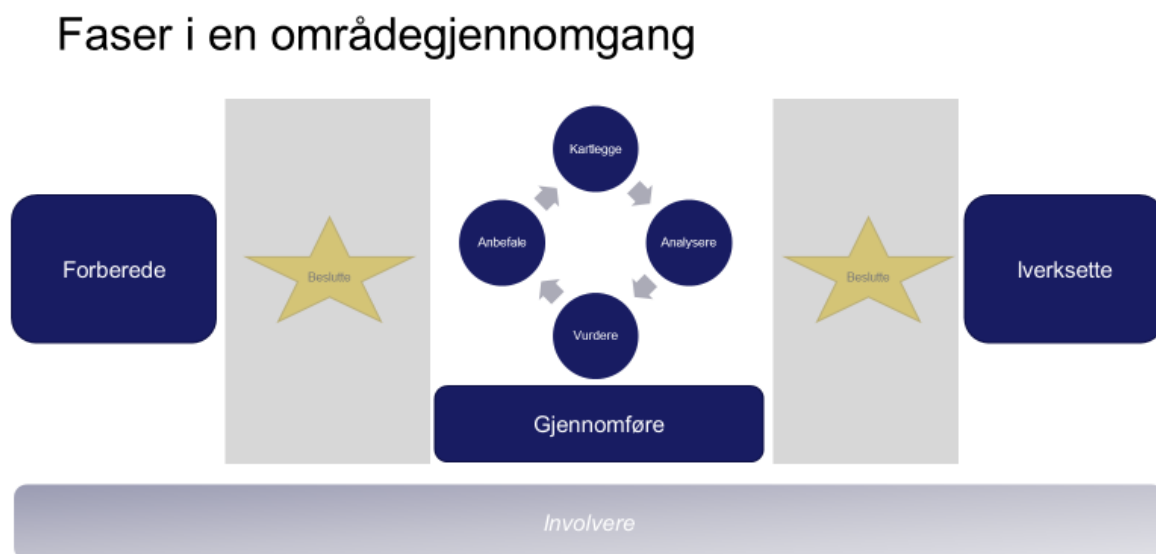 Faser i en områdegjennomgang
Forberede
Beslutte
Kartlegge
Anbefale
Analysere
Vurdere
Gjennomføre
Beslutte
Iverksette
Involvere